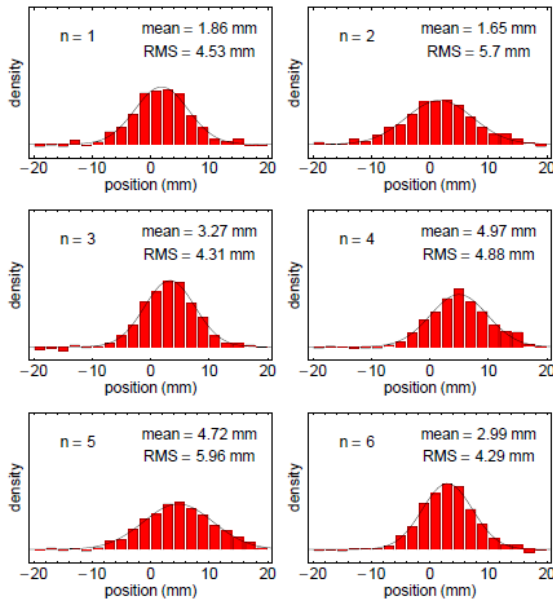 n = 1
mean = 1.86 mm
RMS = 4.53 mm
density
−20 −10 0 10 20
position (mm)
n = 2
mean = 1.65 mm
RMS = 5.7 mm
density
−20 −10 0 10 20
position (mm)
n = 3
mean = 3.27 mm
RMS = 4.31 mm
density
−20 −10 0 10 20
position (mm)
n = 4
mean = 4.97 mm
RMS = 4.88 mm
density
−20 −10 0 10 20
position (mm)
n = 5
mean = 4.72 mm
RMS = 5.96 mm
density
−20 −10 0 10 20
position (mm)
n = 6
mean = 2.99 mm
RMS = 4.29 mm
density
−20 −10 0 10 20
position (mm)